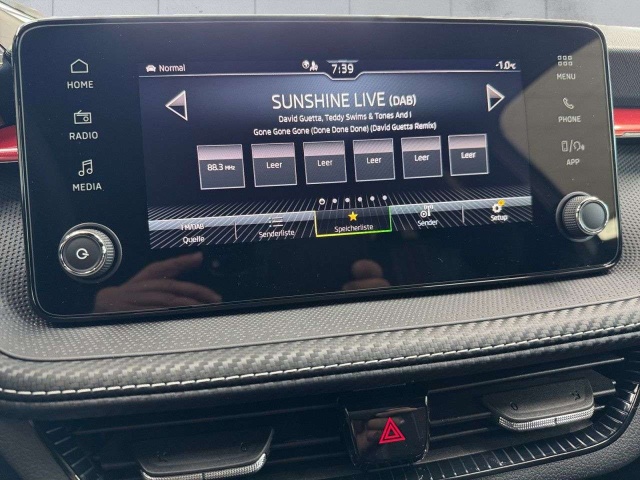 Normal
7:39
-1.0°C
HOME
MENU
SUNSHINE LIVE (DAB)
David Guetta, Teddy Swims & Tones And I
Gone Gone Gone (Done Done Done) (David Guetta Remix)
RADIO
PHONE
88.3 MHz
Leer
Leer
Leer
Leer
Leer
MEDIA
APP
FM/DAB
Quelle
Senderliste
Speicherliste
Sender
Setup